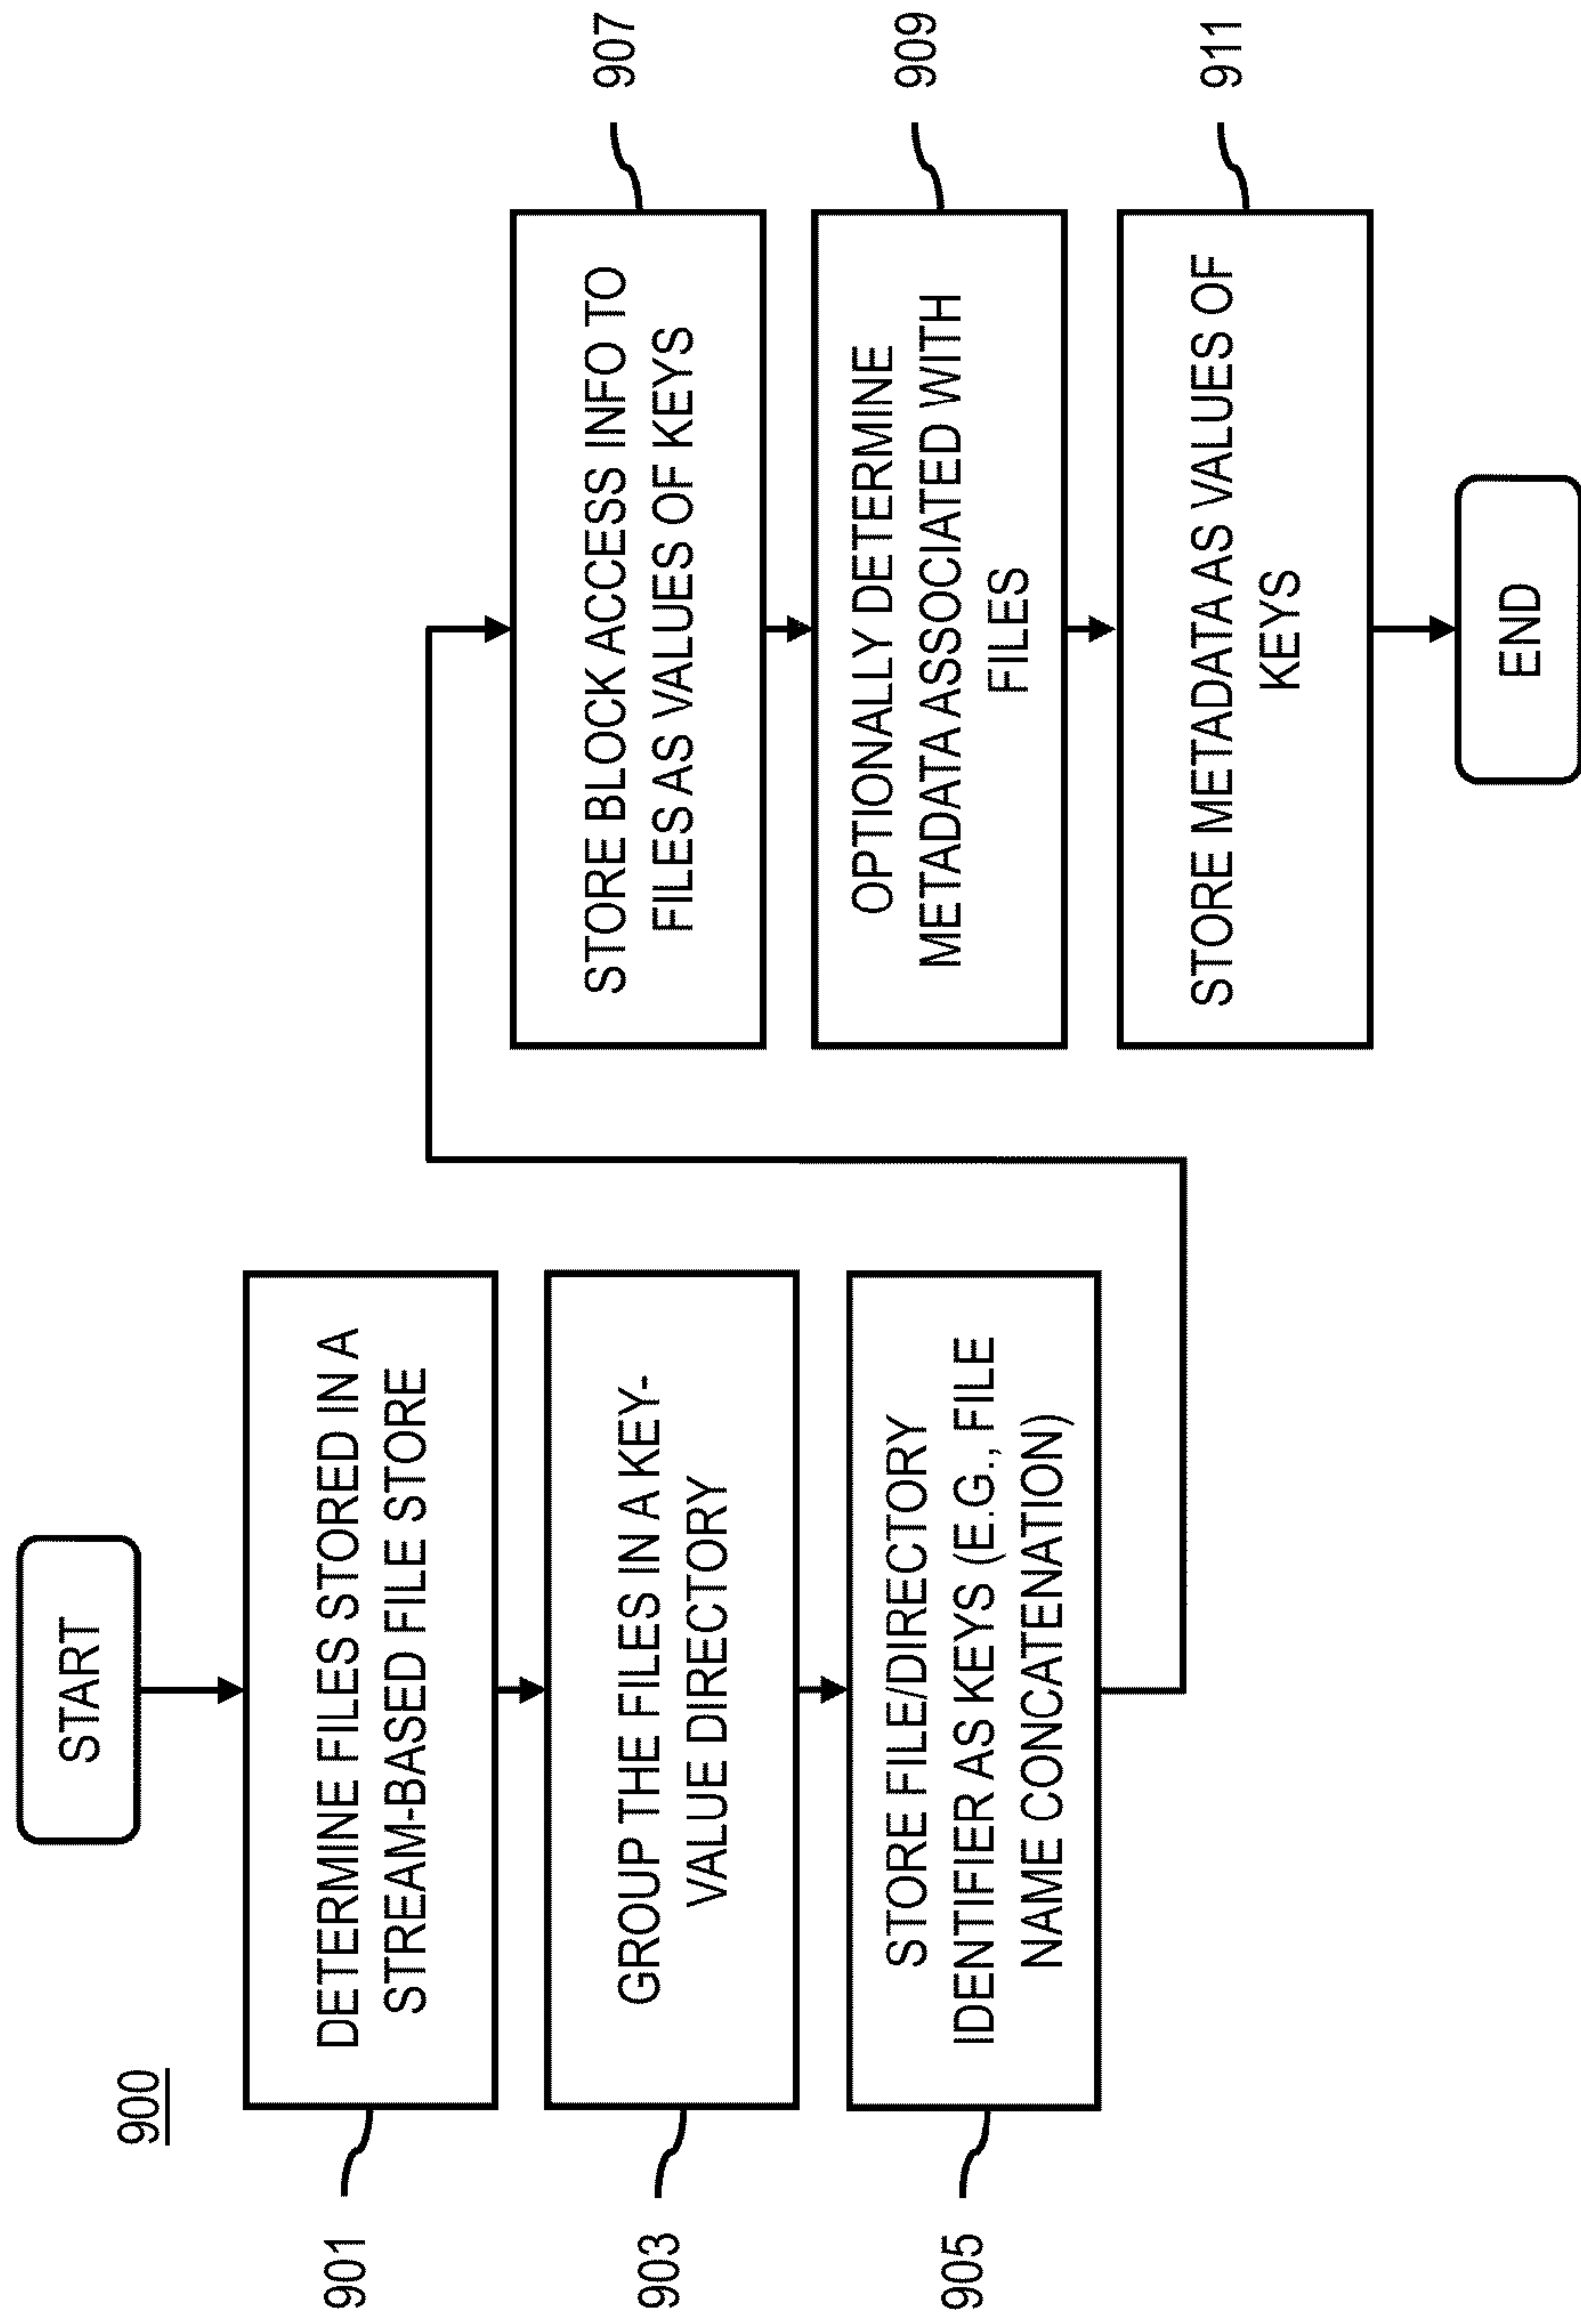 900
START
901
DETERMINE FILES STORED IN A
STREAM-BASED FILE STORE
903
GROUP THE FILES IN A KEY-
VALUE DIRECTORY
905
STORE FILE/DIRECTORY
IDENTIFIER AS KEYS (E.G., FILE
NAME CONCATENATION)
907
STORE BLOCK ACCESS INFO TO
FILES AS VALUES OF KEYS
909
OPTIONALLY DETERMINE
METADATA ASSOCIATED WITH
FILES
911
STORE METADATA AS VALUES OF
KEYS
END